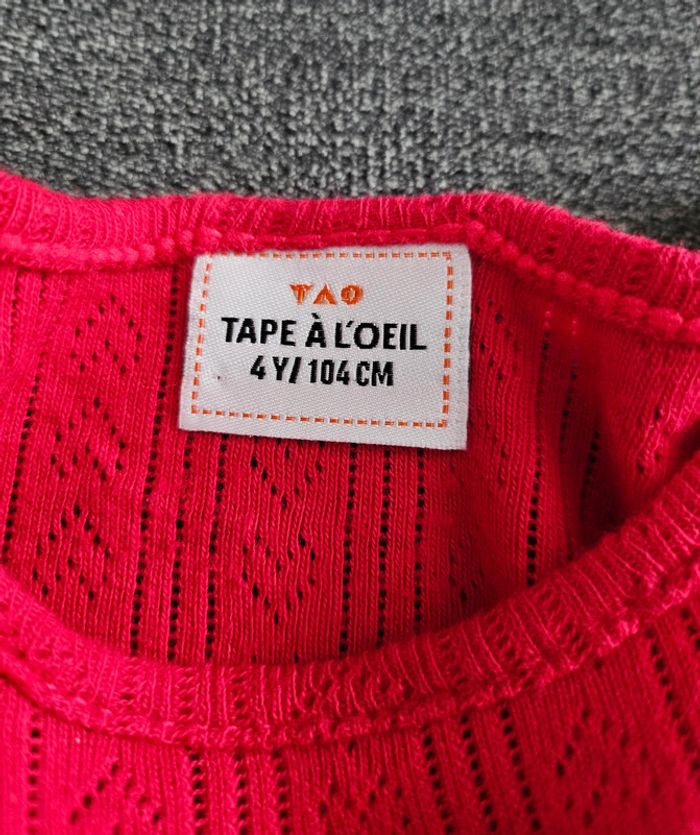 TAO
TAPE À L'OEIL
4 Y/ 104 CM